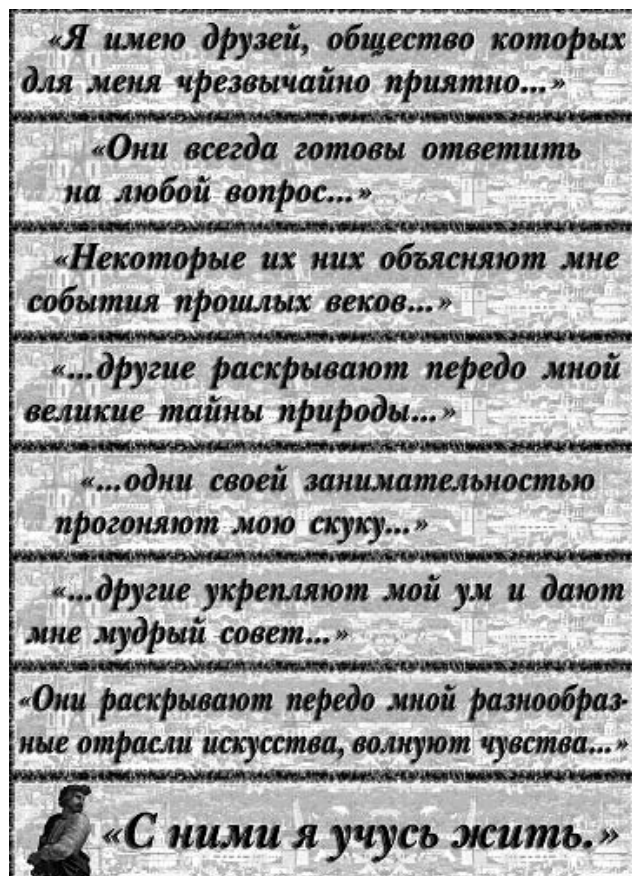 «Я имею друзей, общество которых
для меня чрезвычайно приятно...»
«Они всегда готовы ответить
на любой вопрос...»
«Некоторые их них объясняют мне
события прошлых веков...»
«...другие раскрывают передо мной
великие тайны природы...»
«...одни своей занимательностью
прогоняют мою скуку...»
«...другие укрепляют мой ум и дают
мне мудрый совет...»
«Они раскрывают передо мной разнообраз-
ные отрасли искусства, волнуют чувства...»
«С ними я учусь жить.»